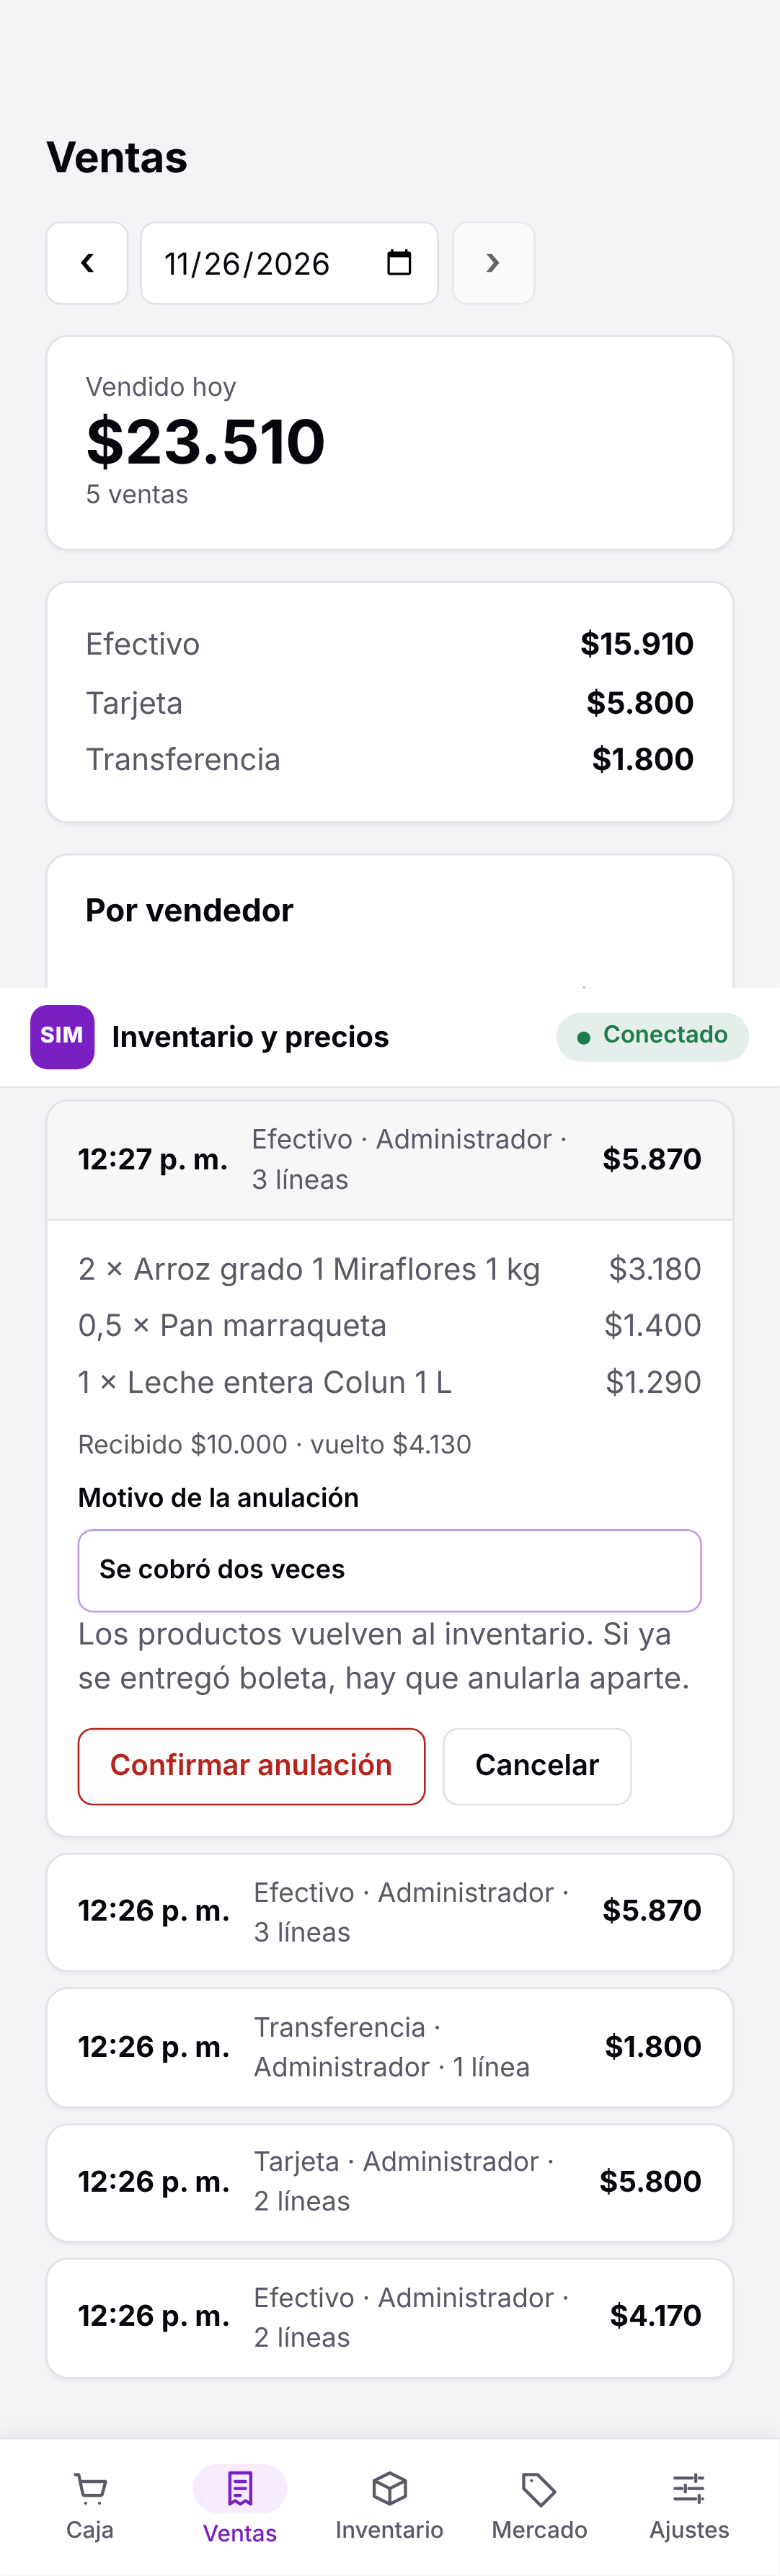 Ventas
‹ 11/26/2026 ›
Vendido hoy
$23.510
5 ventas
Efectivo $15.910
Tarjeta $5.800
Transferencia $1.800
Por vendedor
SIM Inventario y precios Conectado
12:27 p. m. Efectivo · Administrador · 3 líneas $5.870
2 × Arroz grado 1 Miraflores 1 kg $3.180
0,5 × Pan marraqueta $1.400
1 × Leche entera Colun 1 L $1.290
Recibido $10.000 · vuelto $4.130
Motivo de la anulación
Se cobró dos veces
Los productos vuelven al inventario. Si ya
se entregó boleta, hay que anularla aparte.
Confirmar anulación Cancelar
12:26 p. m. Efectivo · Administrador · 3 líneas $5.870
12:26 p. m. Transferencia · Administrador · 1 línea $1.800
12:26 p. m. Tarjeta · Administrador · 2 líneas $5.800
12:26 p. m. Efectivo · Administrador · 2 líneas $4.170
Caja Ventas Inventario Mercado Ajustes